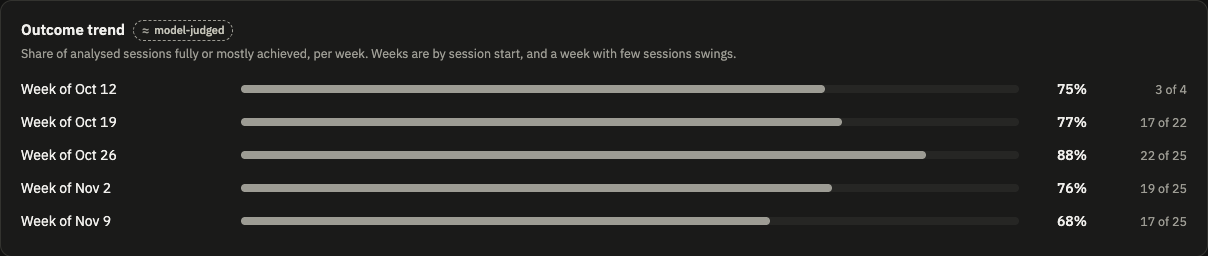 Outcome trend ≈ model-judged
Share of analysed sessions fully or mostly achieved, per week. Weeks are by session start, and a week with few sessions swings.
Week of Oct 12 75% 3 of 4
Week of Oct 19 77% 17 of 22
Week of Oct 26 88% 22 of 25
Week of Nov 2 76% 19 of 25
Week of Nov 9 68% 17 of 25